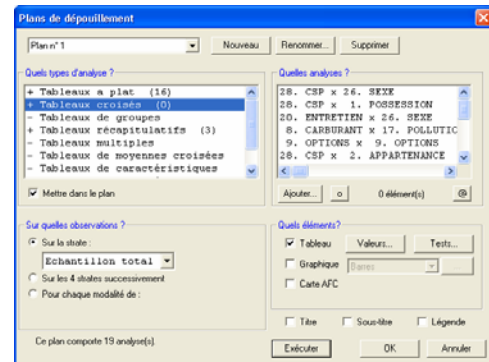 Plans de dépouillement
Plan n° 1 Nouveau Renommer... Supprimer
Quels types d'analyse ? Quelles analyses ?
+ Tableaux a plat (16)
+ Tableaux croisés (0)
- Tableaux de groupes
+ Tableaux récapitulatifs (3)
- Tableaux multiples
- Tableaux de moyennes croisées
- Tableaux de caractéristiques
28. CSP x 26. SEXE
28. CSP x 1. POSSESSION
20. ENTRETIEN x 26. SEXE
8. CARBURANT x 17. POLLUTIO
9. OPTIONS x 9. OPTIONS
28. CSP x 2. APPARTENANCE
Mettre dans le plan
Ajouter... o 0 élément(s) @
Sur quelles observations ?
Sur la strate :
Echantillon total
Sur les 4 strates successivement
Pour chaque modalité de :
Quels éléments?
Tableau Valeurs... Tests...
Graphique Barres ...
Carte AFC
Titre Sous-titre Légende
Ce plan comporte 19 analyse(s).
Exécuter OK Annuler